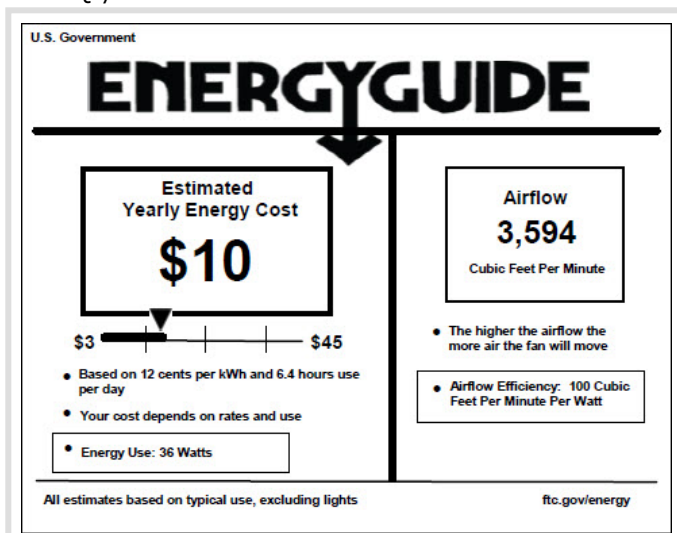 U.S. Government
ENERGYGUIDE
Estimated
Yearly Energy Cost
$10
$3
$45
• Based on 12 cents per kWh and 6.4 hours use
per day
• Your cost depends on rates and use
• Energy Use: 36 Watts
Airflow
3,594
Cubic Feet Per Minute
• The higher the airflow the
more air the fan will move
• Airflow Efficiency: 100 Cubic
Feet Per Minute Per Watt
All estimates based on typical use, excluding lights
ftc.gov/energy